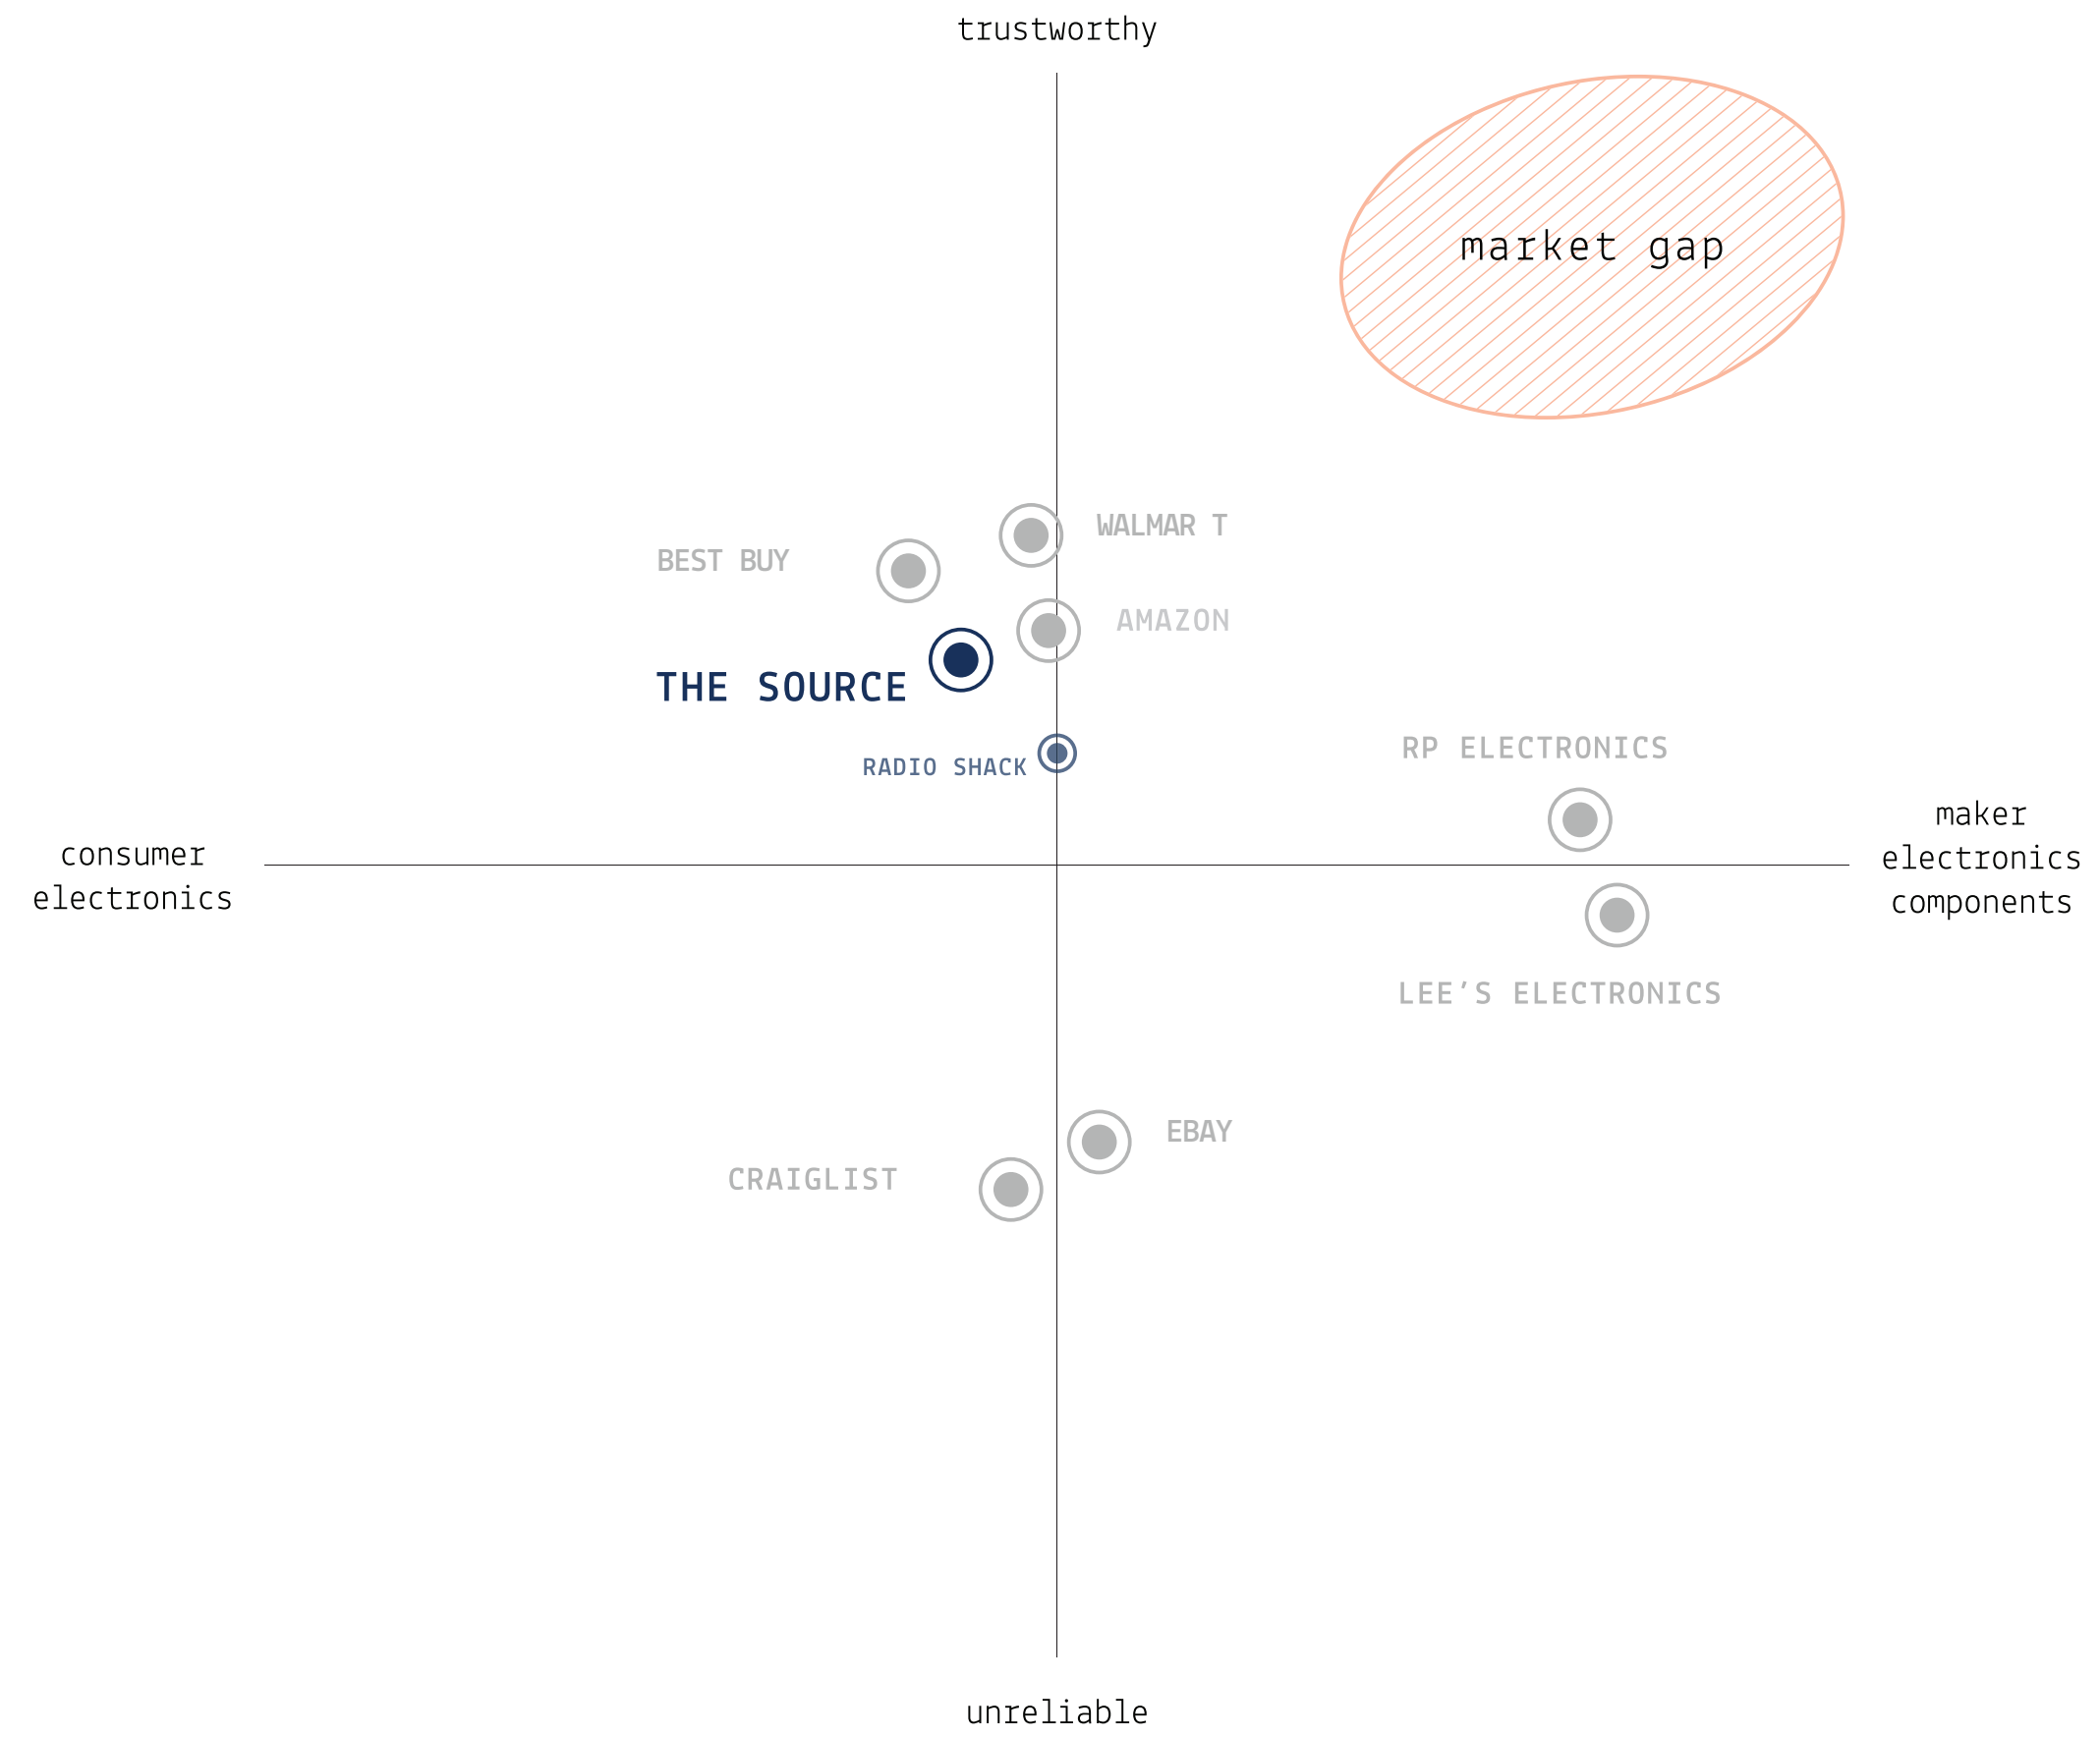 trustworthy
market gap
WALMAR T
BEST BUY
AMAZON
THE SOURCE
RADIO SHACK
RP ELECTRONICS
consumer
electronics
maker
electronics
components
LEE’S ELECTRONICS
EBAY
CRAIGLIST
unreliable